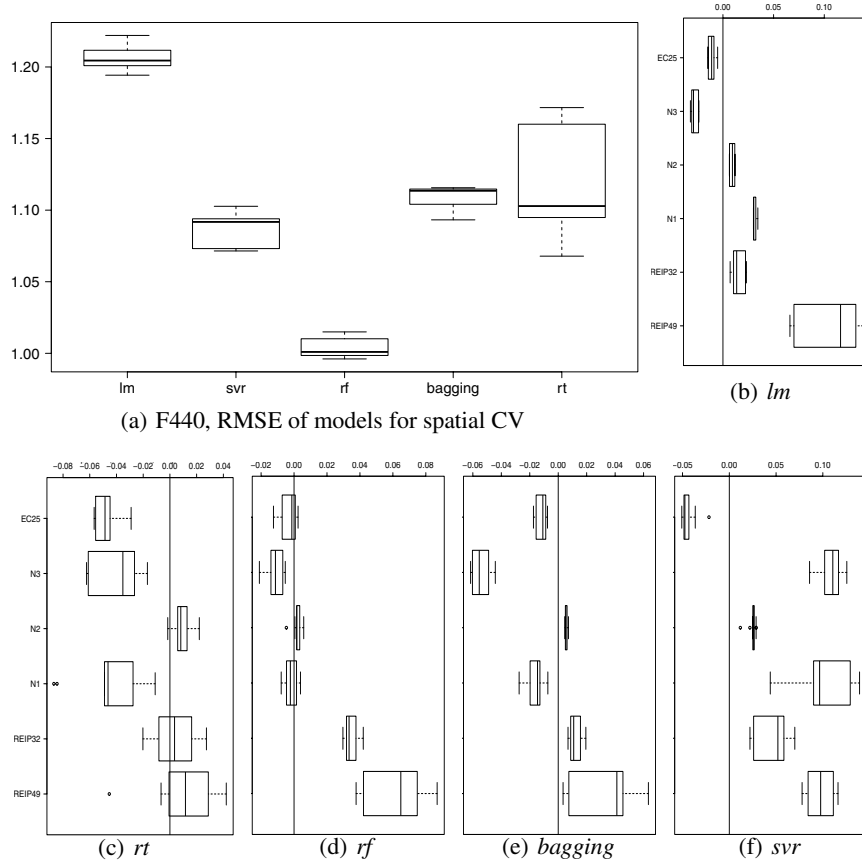 1.20
1.15
1.10
1.05
1.00
lm svr rf bagging rt
(a) F440, RMSE of models for spatial CV
0.00 0.05 0.10
EC25
N3
N2
N1
REIP32
REIP49
(b) lm
−0.08 −0.06 −0.04 −0.02 0.00 0.02 0.04
EC25
N3
N2
N1
REIP32
REIP49
(c) rt
−0.02 0.00 0.02 0.04 0.06 0.08
(d) rf
−0.06 −0.04 −0.02 0.00 0.02 0.04 0.06
(e) bagging
−0.05 0.00 0.05 0.10
(f) svr